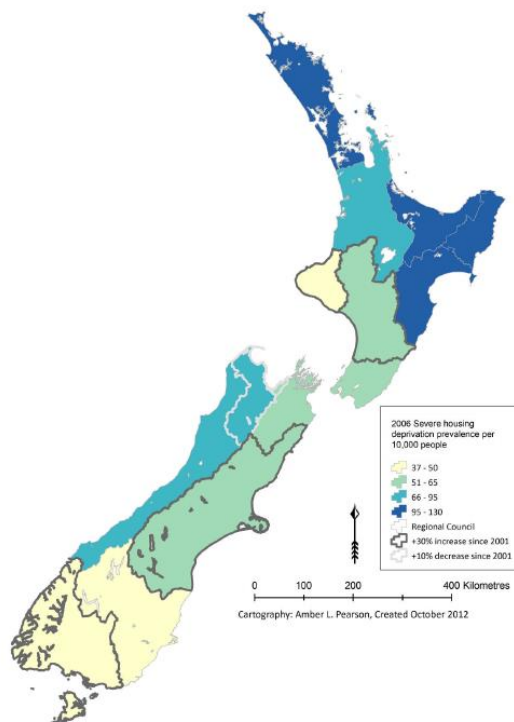 2006 Severe housing
deprivation prevalence per
10,000 people
37 - 50
51 - 65
66 - 95
95 - 130
Regional Council
+30% increase since 2001
+10% decrease since 2001
0 100 200 400 Kilometres
Cartography: Amber L. Pearson, Created October 2012